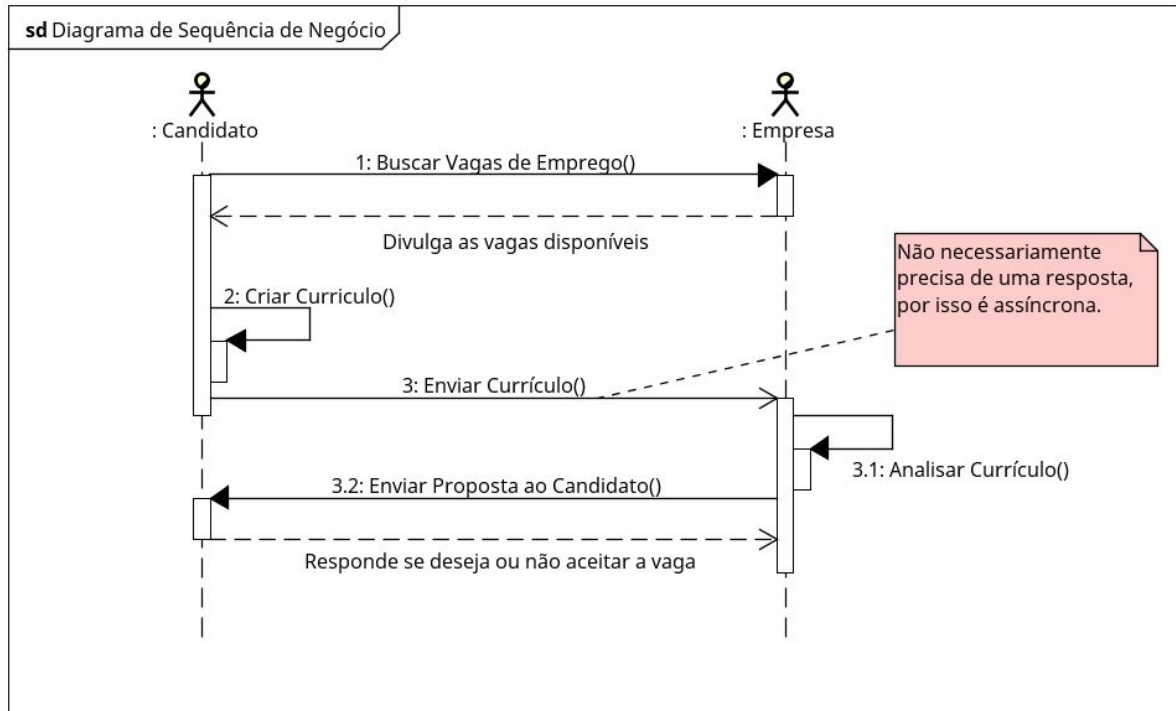 sd Diagrama de Sequência de Negócio
: Candidato
: Empresa
1: Buscar Vagas de Emprego()
Divulga as vagas disponíveis
Não necessariamente
precisa de uma resposta,
por isso é assíncrona.
2: Criar Curriculo()
3: Enviar Currículo()
3.1: Analisar Currículo()
3.2: Enviar Proposta ao Candidato()
Responde se deseja ou não aceitar a vaga